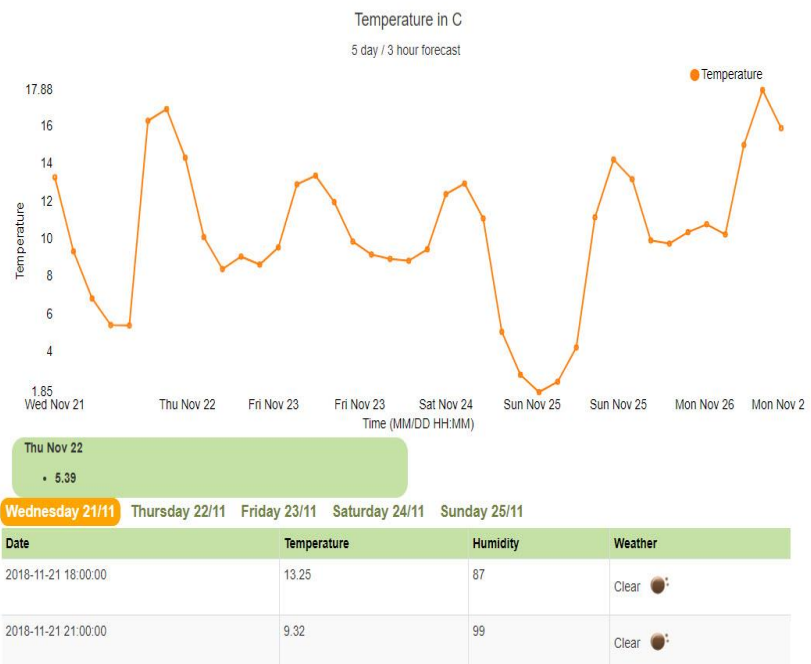 Temperature in C
5 day / 3 hour forecast
Temperature
17.88
16
14
12
10
8
6
4
1.85
Temperature
Wed Nov 21 Thu Nov 22 Fri Nov 23 Fri Nov 23 Sat Nov 24 Sun Nov 25 Sun Nov 25 Mon Nov 26 Mon Nov 2
Time (MM/DD HH:MM)
Thu Nov 22
• 5.39
Wednesday 21/11 Thursday 22/11 Friday 23/11 Saturday 24/11 Sunday 25/11
Date Temperature Humidity Weather
2018-11-21 18:00:00 13.25 87 Clear
2018-11-21 21:00:00 9.32 99 Clear